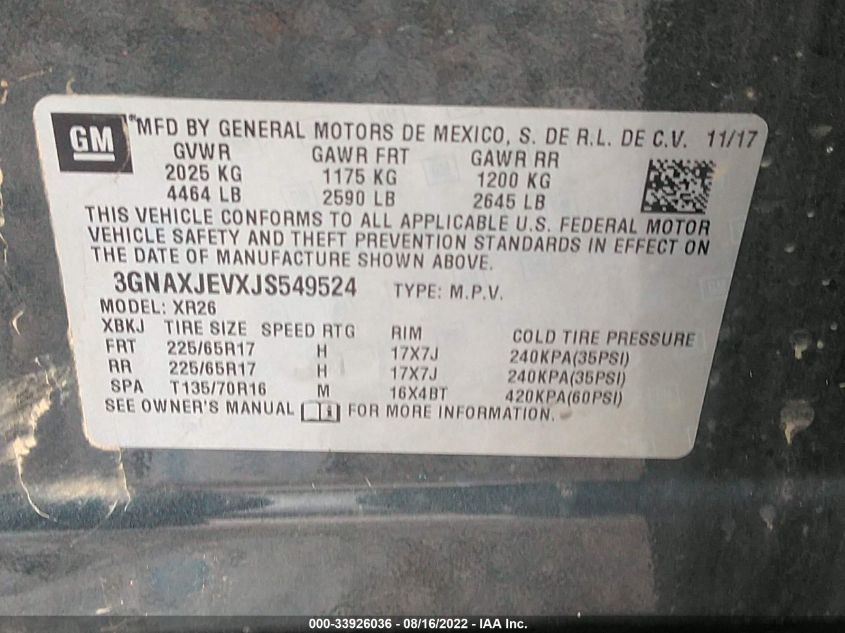 GM
®MFD BY GENERAL MOTORS DE MEXICO, S. DE R.L. DE C.V. 11/17
GVWR GAWR FRT GAWR RR
2025 KG 1175 KG 1200 KG
4464 LB 2590 LB 2645 LB
THIS VEHICLE CONFORMS TO ALL APPLICABLE U.S. FEDERAL MOTOR
VEHICLE SAFETY AND THEFT PREVENTION STANDARDS IN EFFECT ON
THE DATE OF MANUFACTURE SHOWN ABOVE.
3GNAXJEVXJS549524 TYPE: M.P.V.
MODEL: XR26
XBKJ TIRE SIZE SPEED RTG RIM COLD TIRE PRESSURE
FRT 225/65R17 H 17X7J 240KPA(35PSI)
RR 225/65R17 H 17X7J 240KPA(35PSI)
SPA T135/70R16 M 16X4BT 420KPA(60PSI)
SEE OWNER'S MANUAL i FOR MORE INFORMATION.
000-33926036 - 08/16/2022 - IAA Inc.